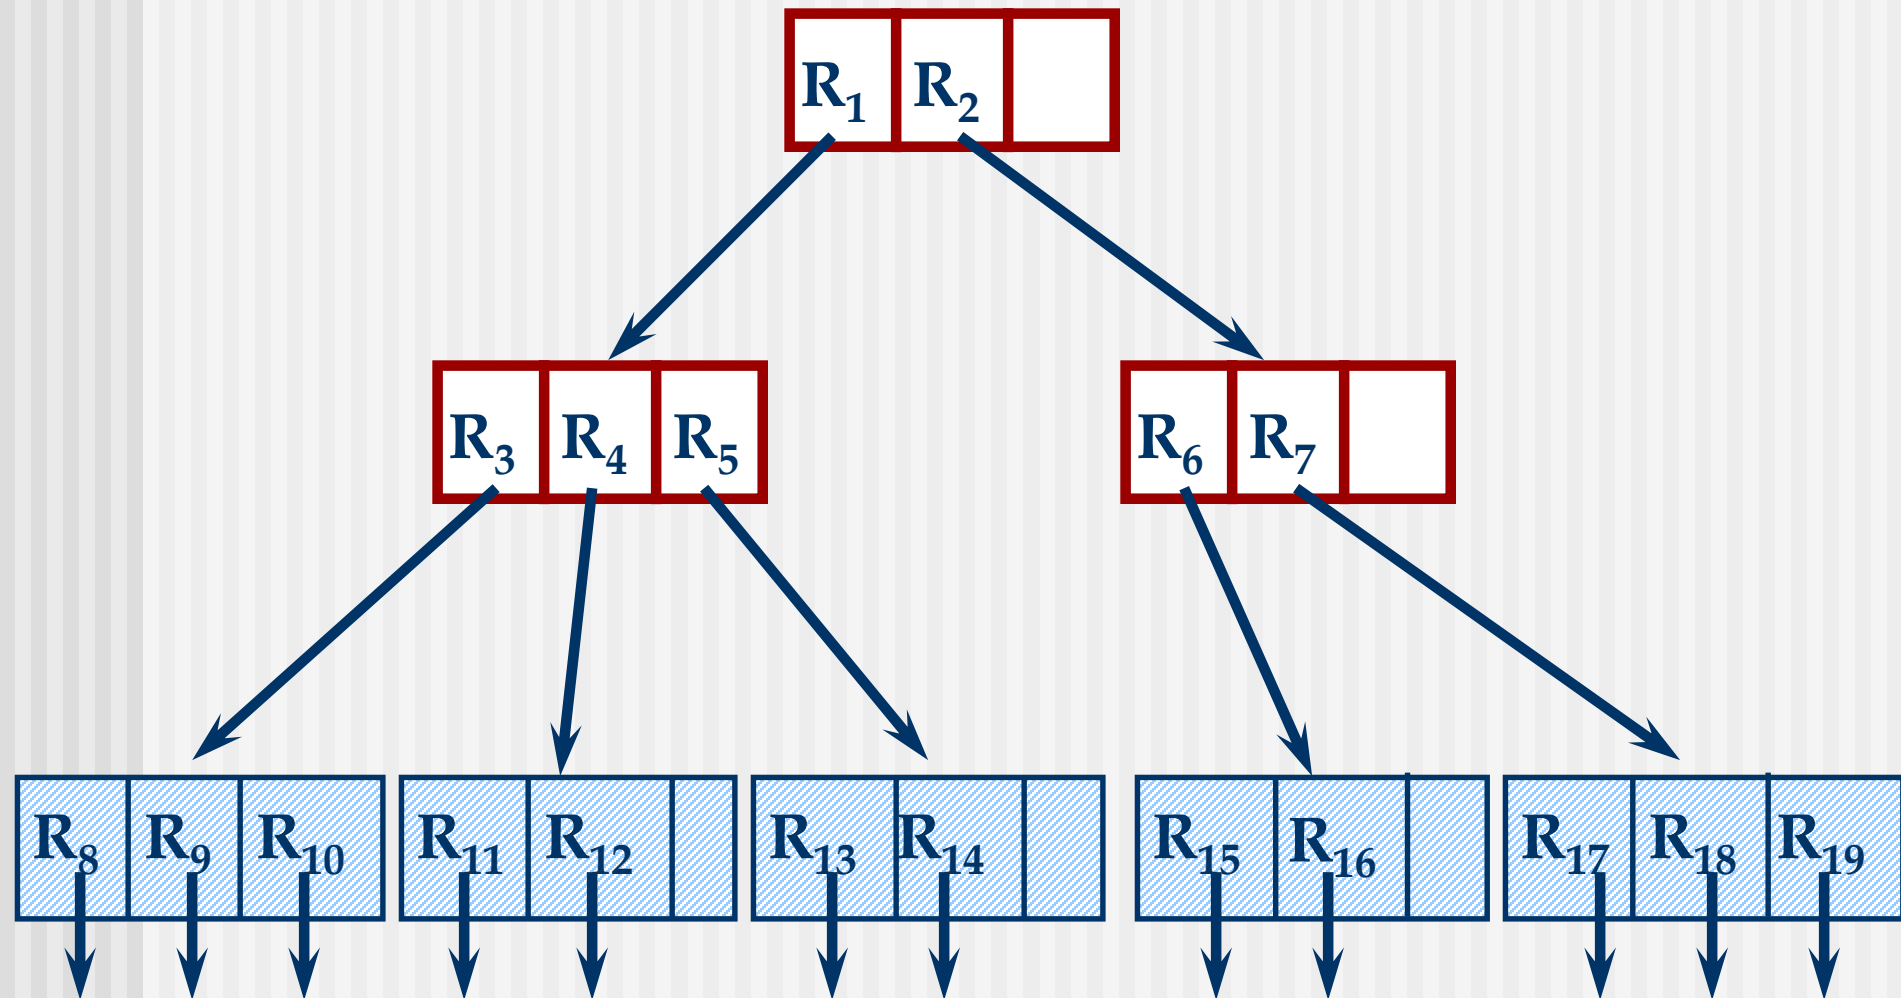 R₁ R₂
R₃ R₄ R₅ R₆ R₇
R₈ R₉ R₁₀ R₁₁ R₁₂ R₁₃ R₁₄ R₁₅ R₁₆ R₁₇ R₁₈ R₁₉